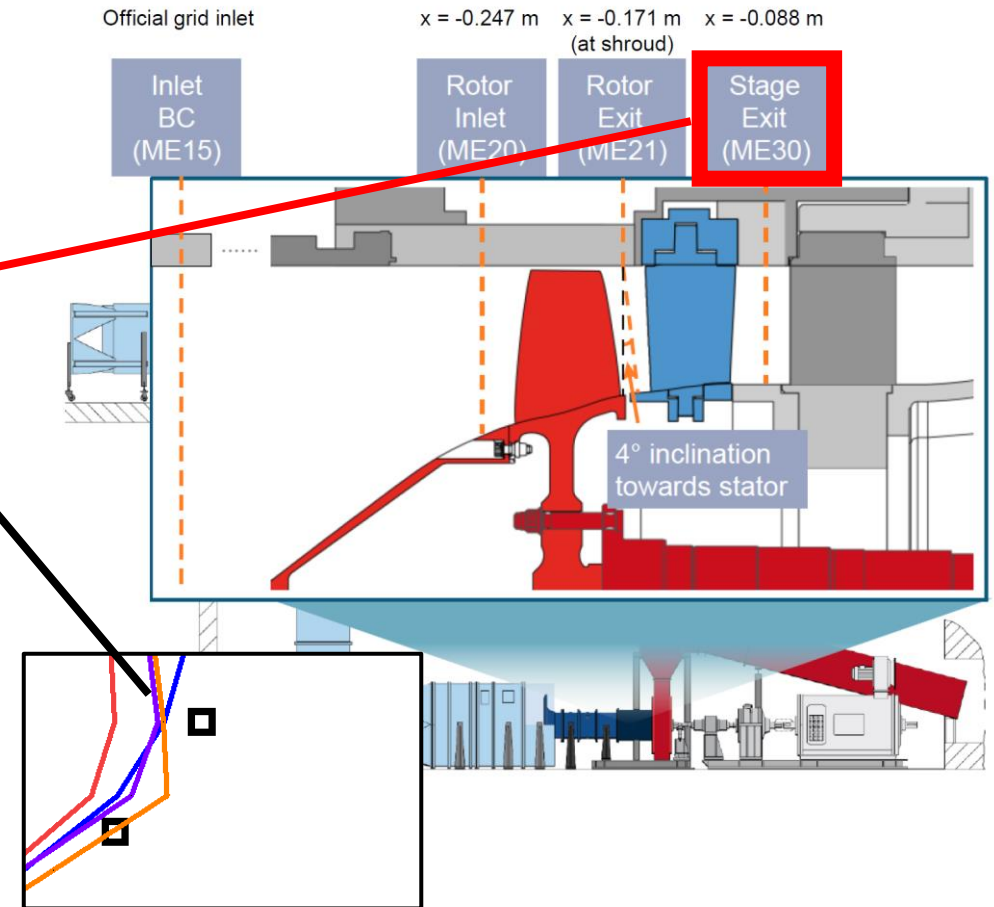 Official grid inlet
x = -0.247 m
x = -0.171 m
(at shroud)
x = -0.088 m
Inlet
BC
(ME15)
Rotor
Inlet
(ME20)
Rotor
Exit
(ME21)
Stage
Exit
(ME30)
4° inclination
towards stator